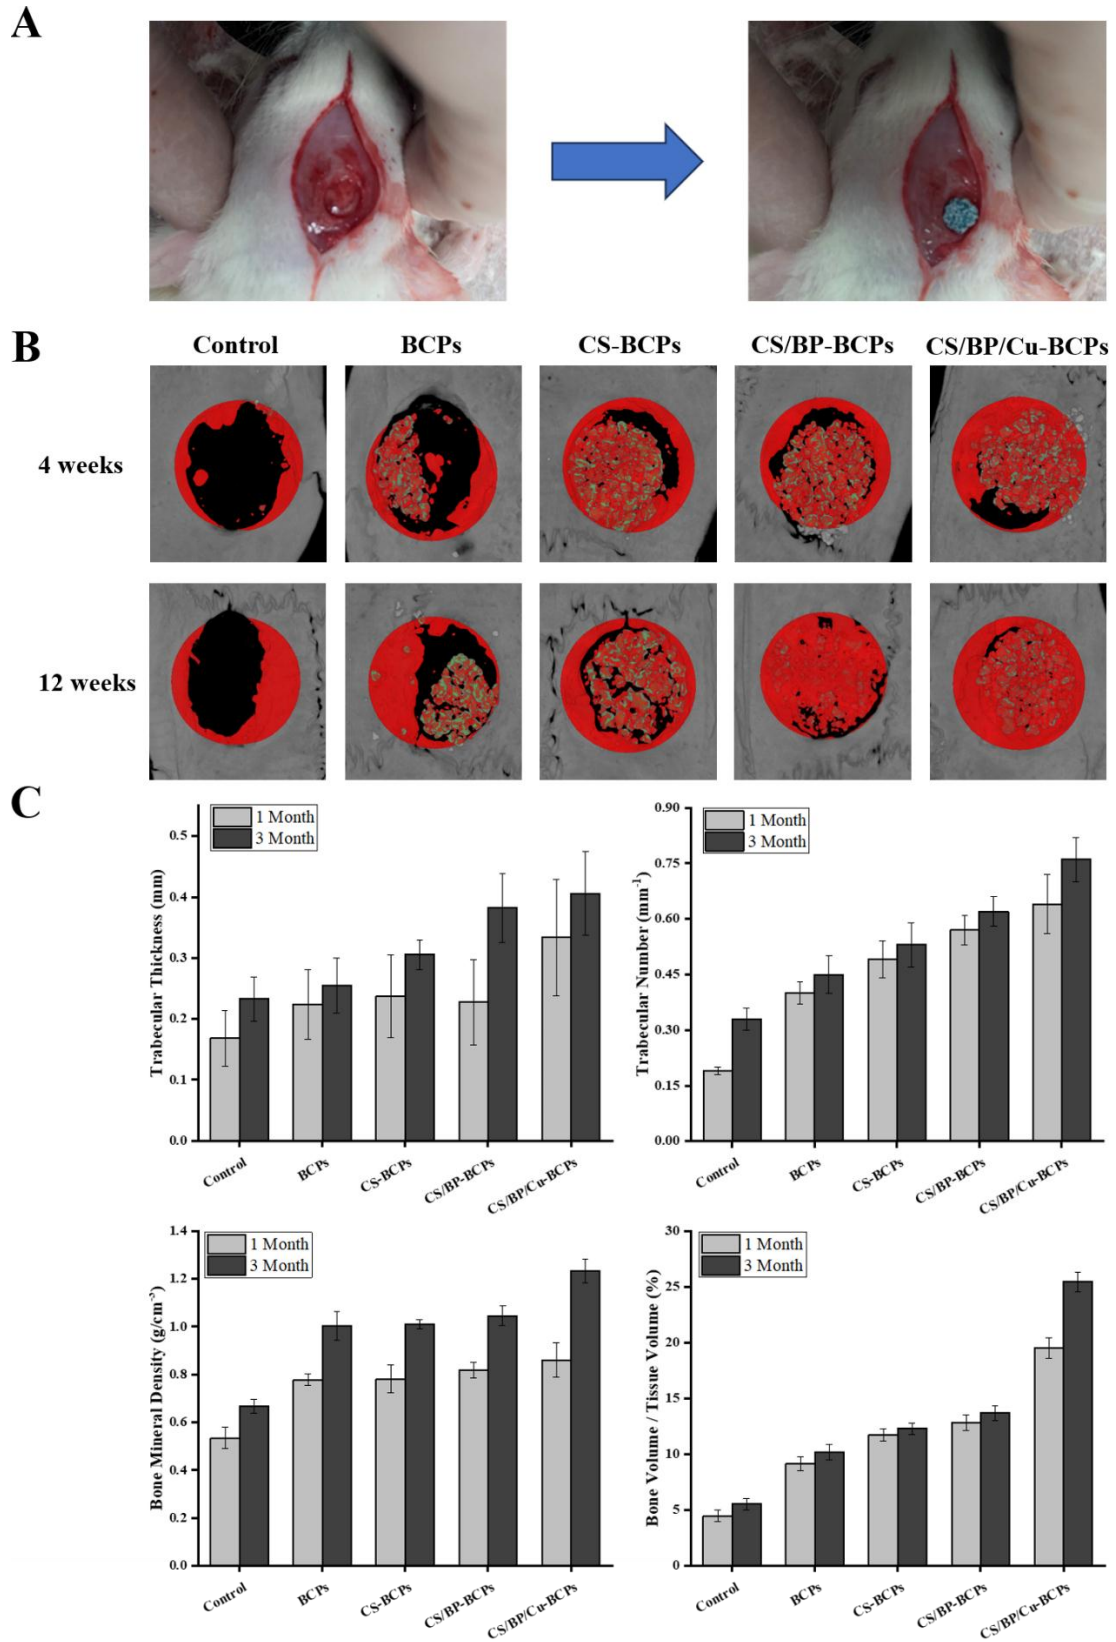 A
B
Control BCPs CS-BCPs CS/BP-BCPs CS/BP/Cu-BCPs
4 weeks
12 weeks
C
1 Month
3 Month
Trabecular Thickness (mm)
0.5
0.4
0.3
0.2
0.1
0.0
Control BCPs CS-BCPs CS/BP-BCPs CS/BP/Cu-BCPs
1 Month
3 Month
Trabecular Number (mm⁻¹)
0.90
0.75
0.60
0.45
0.30
0.15
0.00
Control BCPs CS-BCPs CS/BP-BCPs CS/BP/Cu-BCPs
1 Month
3 Month
Bone Mineral Density (g/cm⁻³)
1.4
1.2
1.0
0.8
0.6
0.4
0.2
0.0
Control BCPs CS-BCPs CS/BP-BCPs CS/BP/Cu-BCPs
1 Month
3 Month
Bone Volume / Tissue Volume (%)
30
25
20
15
10
5
0
Control BCPs CS-BCPs CS/BP-BCPs CS/BP/Cu-BCPs